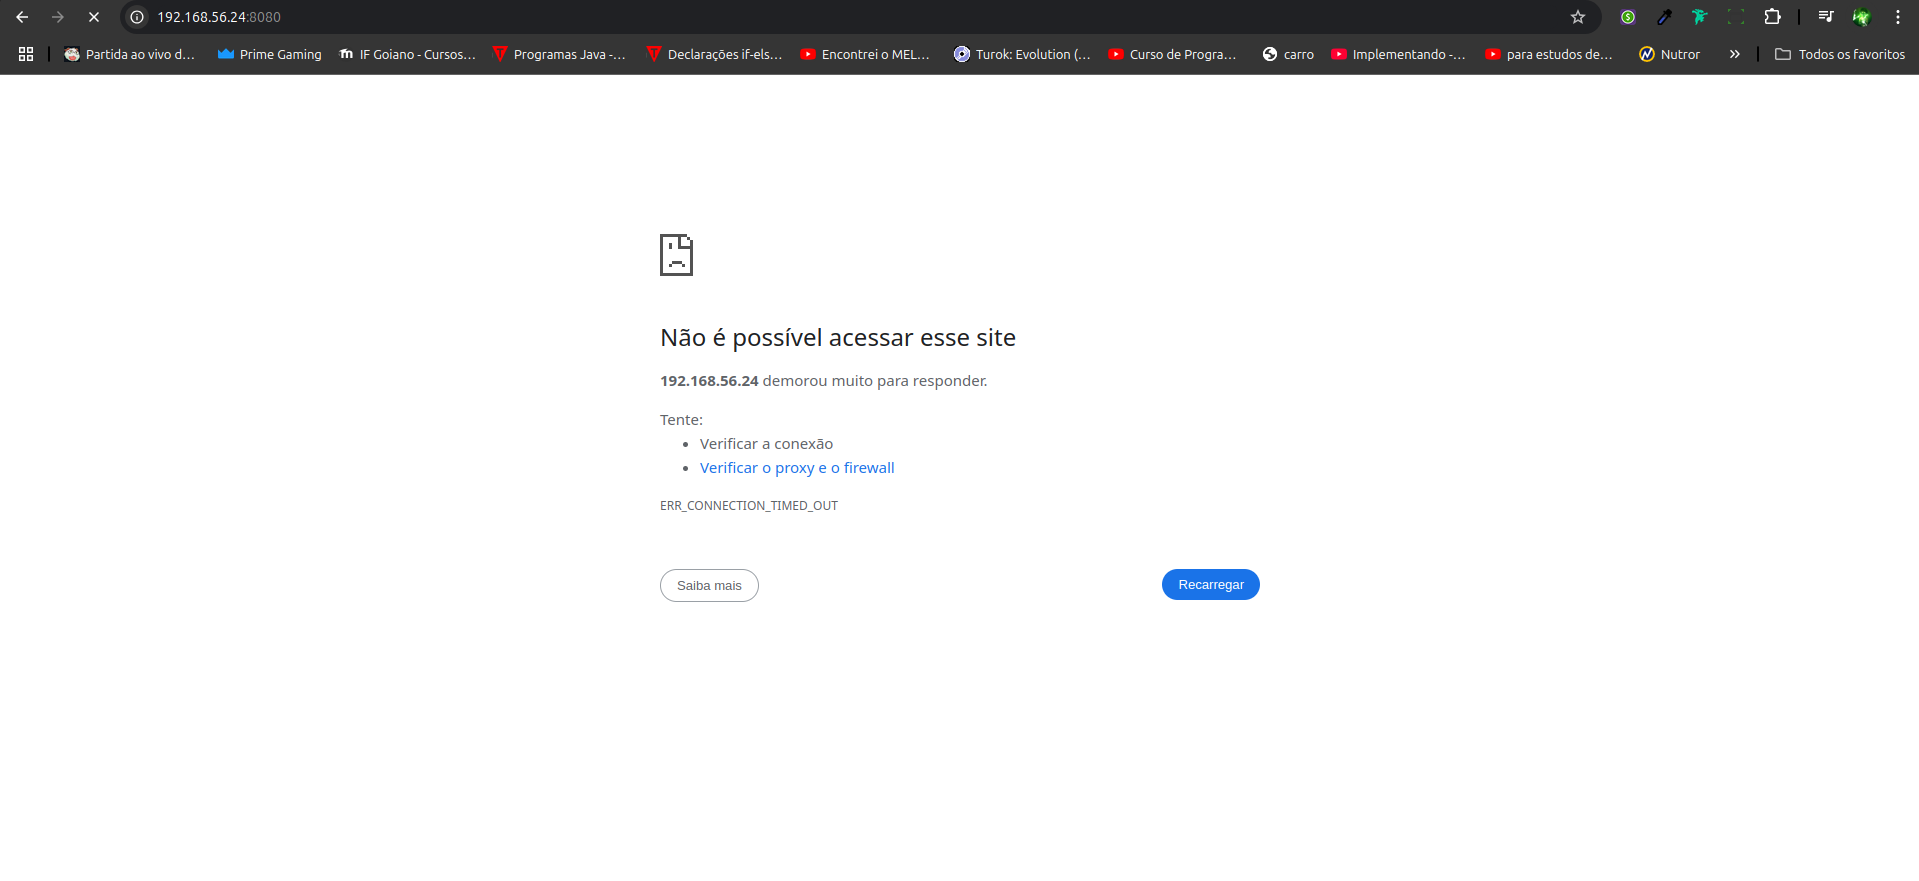 192.168.56.24:8080
Partida ao vivo d...
Prime Gaming
IF Goiano - Cursos...
Programas Java -...
Declarações if-els...
Encontrei o MEL...
Turok: Evolution (...
Curso de Progra...
carro
Implementando -...
para estudos de...
Nutror
Todos os favoritos
Não é possível acessar esse site
192.168.56.24 demorou muito para responder.
Tente:
• Verificar a conexão
• Verificar o proxy e o firewall
ERR_CONNECTION_TIMED_OUT
Saiba mais
Recarregar